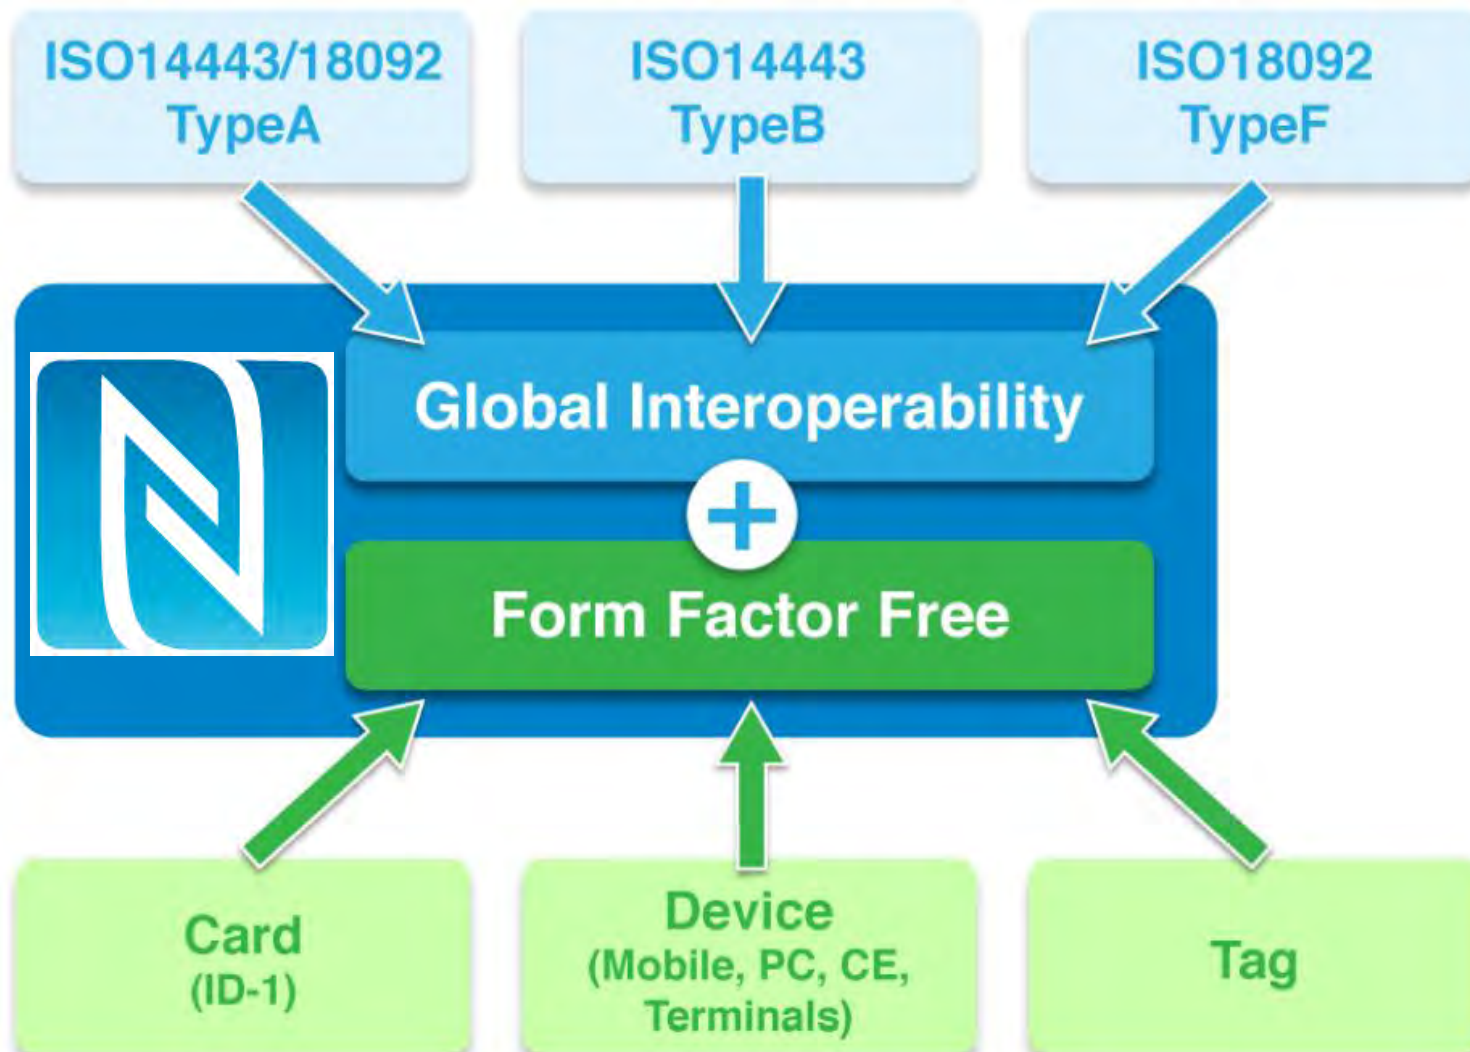 ISO14443/18092
TypeA
ISO14443
TypeB
ISO18092
TypeF
Global Interoperability
+
Form Factor Free
Card
(ID-1)
Device
(Mobile, PC, CE,
Terminals)
Tag